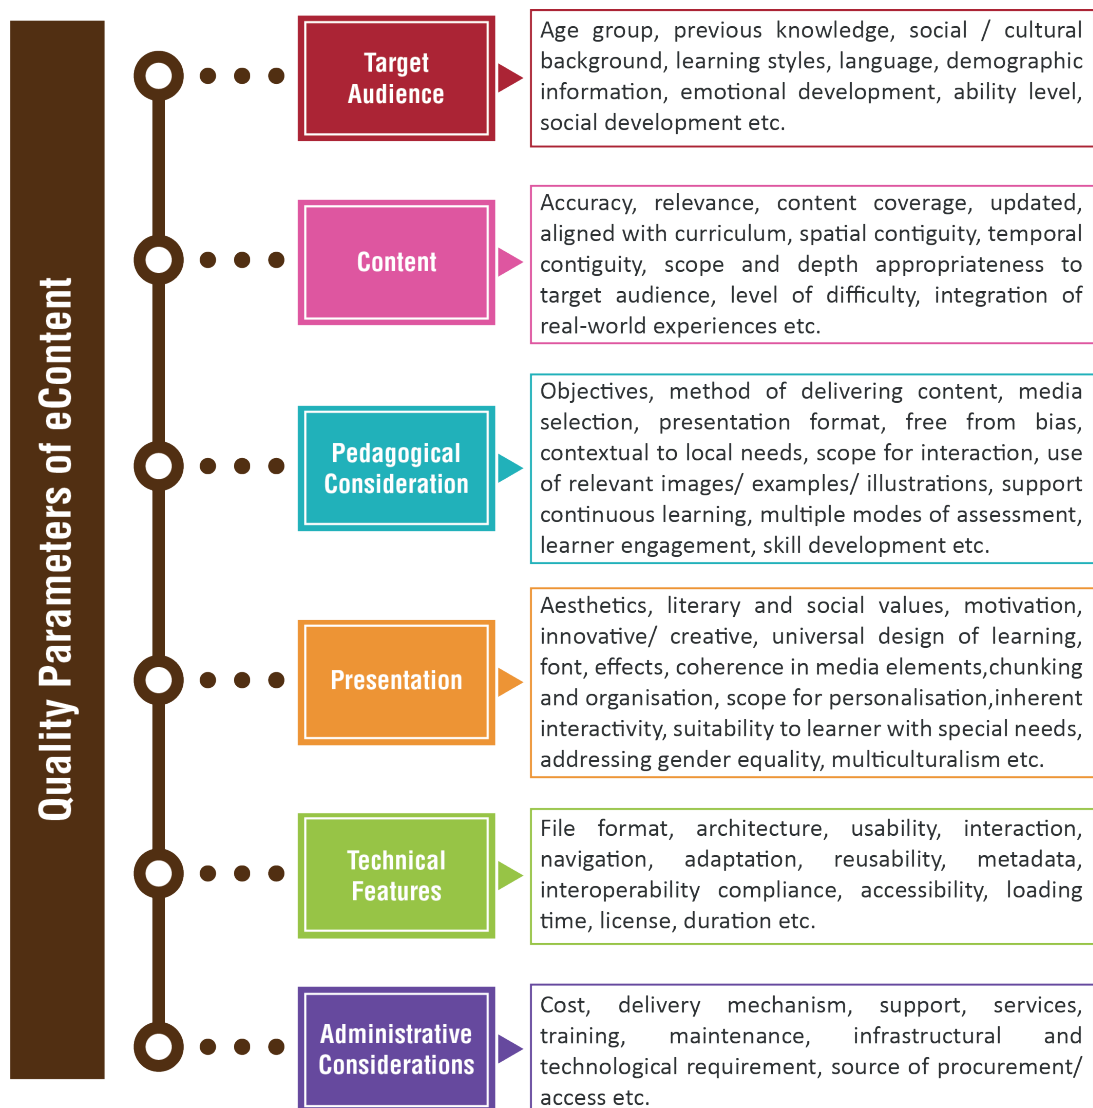 Quality Parameters of eContent
Target
Audience
Age group, previous knowledge, social / cultural
background, learning styles, language, demographic
information, emotional development, ability level,
social development etc.
Content
Accuracy, relevance, content coverage, updated,
aligned with curriculum, spatial contiguity, temporal
contiguity, scope and depth appropriateness to
target audience, level of difficulty, integration of
real-world experiences etc.
Pedagogical
Consideration
Objectives, method of delivering content, media
selection, presentation format, free from bias,
contextual to local needs, scope for interaction, use
of relevant images/ examples/ illustrations, support
continuous learning, multiple modes of assessment,
learner engagement, skill development etc.
Presentation
Aesthetics, literary and social values, motivation,
innovative/ creative, universal design of learning,
font, effects, coherence in media elements,chunking
and organisation, scope for personalisation,inherent
interactivity, suitability to learner with special needs,
addressing gender equality, multiculturalism etc.
Technical
Features
File format, architecture, usability, interaction,
navigation, adaptation, reusability, metadata,
interoperability compliance, accessibility, loading
time, license, duration etc.
Administrative
Considerations
Cost, delivery mechanism, support, services,
training, maintenance, infrastructural and
technological requirement, source of procurement/
access etc.